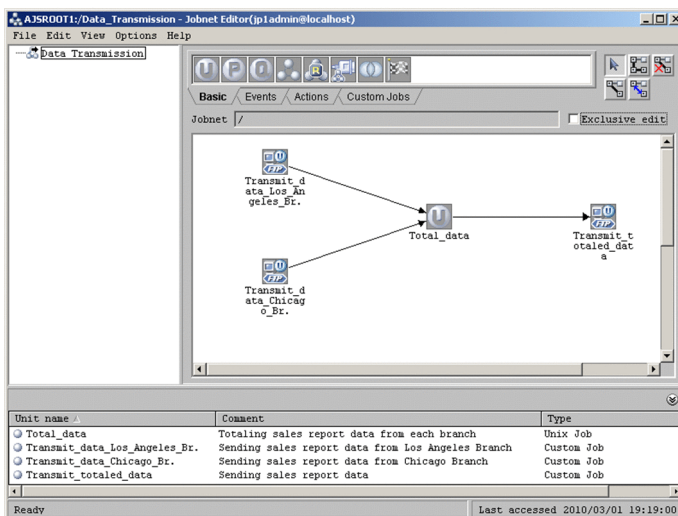 AJSROOT1:/Data_Transmission - Jobnet Editor(jp1admin@localhost)
File Edit View Options Help
Data Transmission
U P Q R U
Basic Events Actions Custom Jobs
Jobnet /
Exclusive edit
U
FTP
Transmit_d
ata_Los_An
geles_Br.
U
Total_data
U
FTP
Transmit_t
otaled_dat
a
U
FTP
Transmit_d
ata_Chicag
o_Br.
Unit name Comment Type
Total_data Totaling sales report data from each branch Unix Job
Transmit_data_Los_Angeles_Br. Sending sales report data from Los Angeles Branch Custom Job
Transmit_data_Chicago_Br. Sending sales report data from Chicago Branch Custom Job
Transmit_totaled_data Sending sales report data Custom Job
Ready Last accessed 2010/03/01 19:19:00